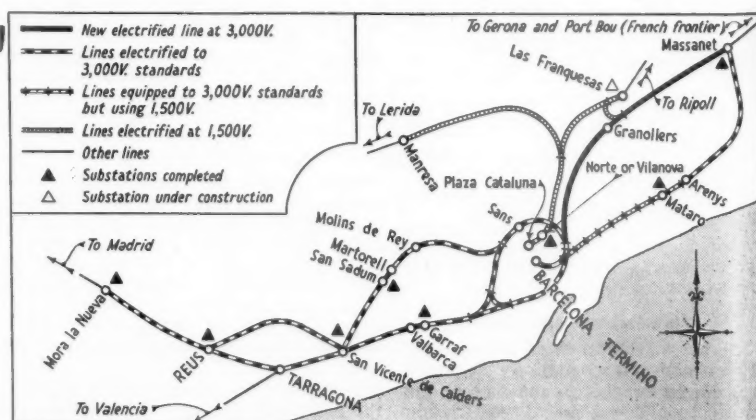 New electrified line at 3,000V.
Lines electrified to
3,000V. standards
Lines equipped to 3,000V. standards
but using 1,500V.
Lines electrified at 1,500V.
Other lines
Substations completed
Substation under construction
To Gerona and Port Bou (French frontier)
Massanet
Las Franquesas
To Ripoll
Granollers
To Lerida
Manresa
Plaza Cataluna
Norte or Vilanova
Arenys
Mataro
Sans
Molins de Rey
Martorell
San Sadurni
BARCELONA TERMINO
To Madrid
Mora la Nueva
REUS
Garraf
Valbarca
San Vicente de Calders
TARRAGONA
To Valencia